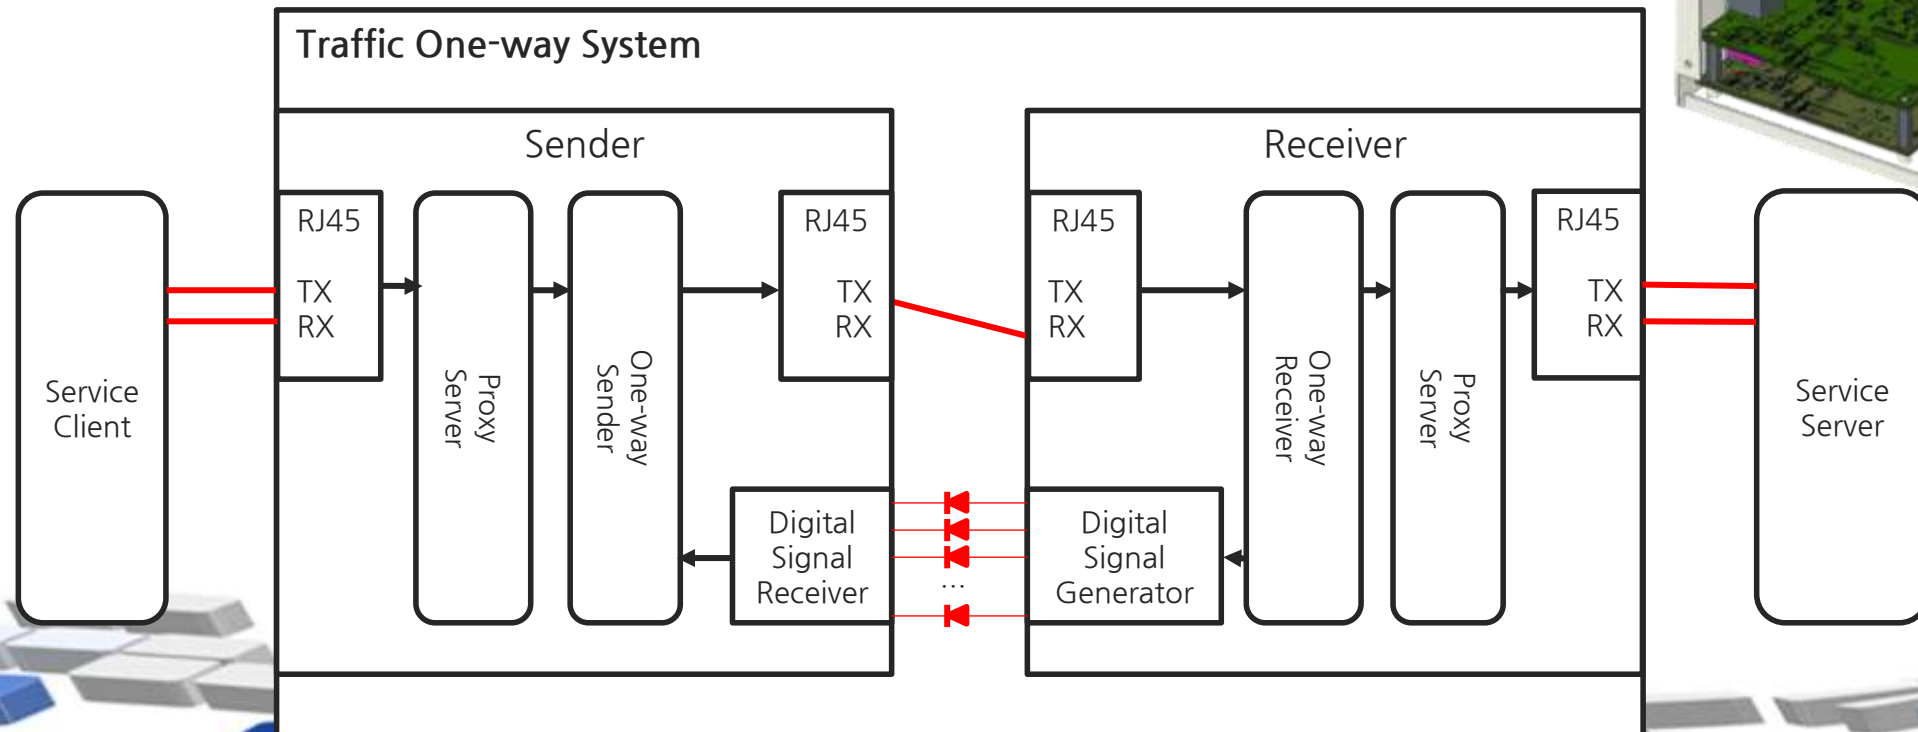 Traffic One-way System
Sender
Receiver
Service
Client
RJ45
TX
RX
Proxy
Server
One-way
Sender
RJ45
TX
RX
Digital
Signal
Receiver
...
RJ45
TX
RX
Digital
Signal
Generator
One-way
Receiver
Proxy
Server
RJ45
TX
RX
Service
Server